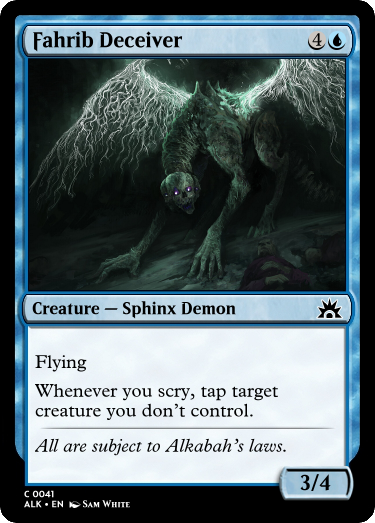 Fahrib Deceiver 4
Creature — Sphinx Demon
Flying
Whenever you scry, tap target
creature you don't control.
All are subject to Alkabah's laws.
3/4
C 0041
ALK • EN Sam White